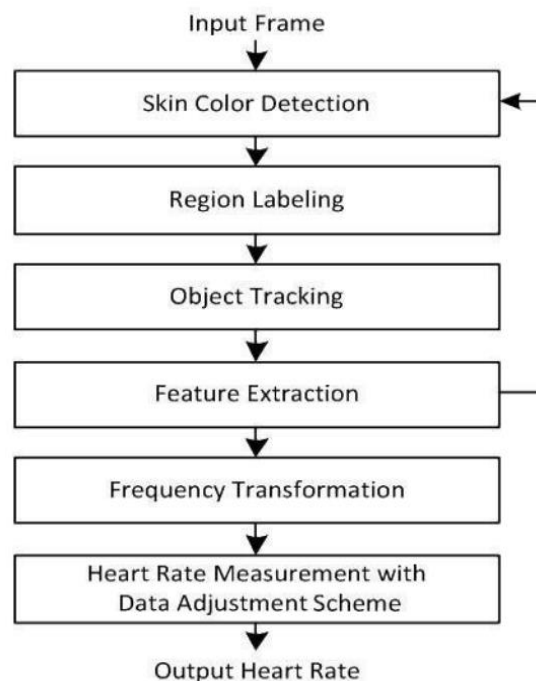 Input Frame
Skin Color Detection
Region Labeling
Object Tracking
Feature Extraction
Frequency Transformation
Heart Rate Measurement with
Data Adjustment Scheme
Output Heart Rate